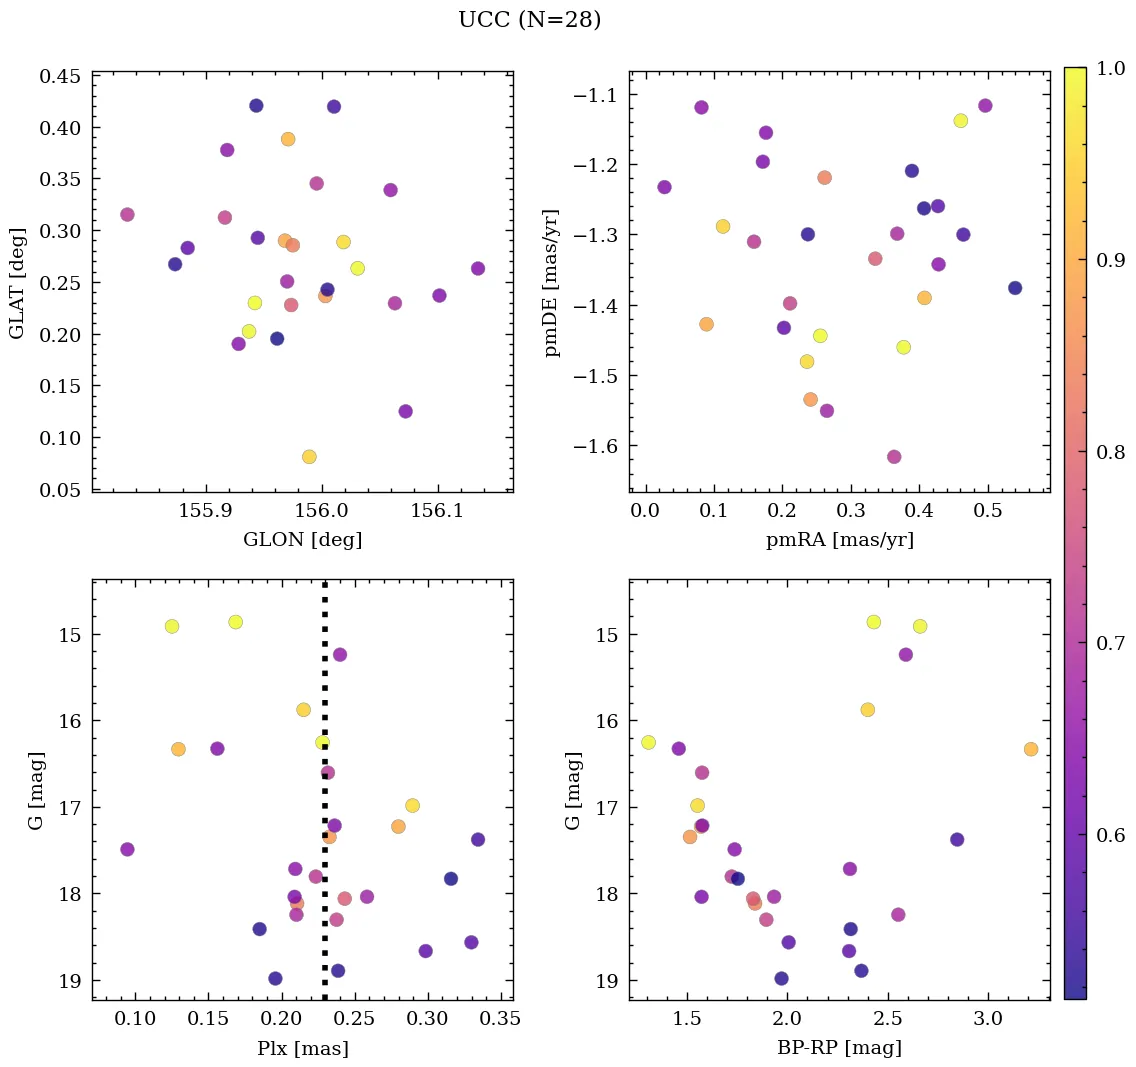 UCC (N=28)
0.45
0.40
0.35
0.30
0.25
0.20
0.15
0.10
0.05
GLAT [deg]
155.9 156.0 156.1
GLON [deg]
−1.1
−1.2
−1.3
−1.4
−1.5
−1.6
pmDE [mas/yr]
0.0 0.1 0.2 0.3 0.4 0.5
pmRA [mas/yr]
1.0
0.9
0.8
0.7
0.6
15
16
17
18
19
G [mag]
0.10 0.15 0.20 0.25 0.30 0.35
Plx [mas]
15
16
17
18
19
G [mag]
1.5 2.0 2.5 3.0
BP-RP [mag]